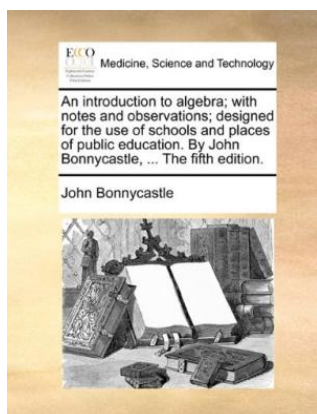 ECCO
Medicine, Science and Technology
An introduction to algebra; with
notes and observations; designed
for the use of schools and places
of public education. By John
Bonnycastle, ... The fifth edition.
John Bonnycastle